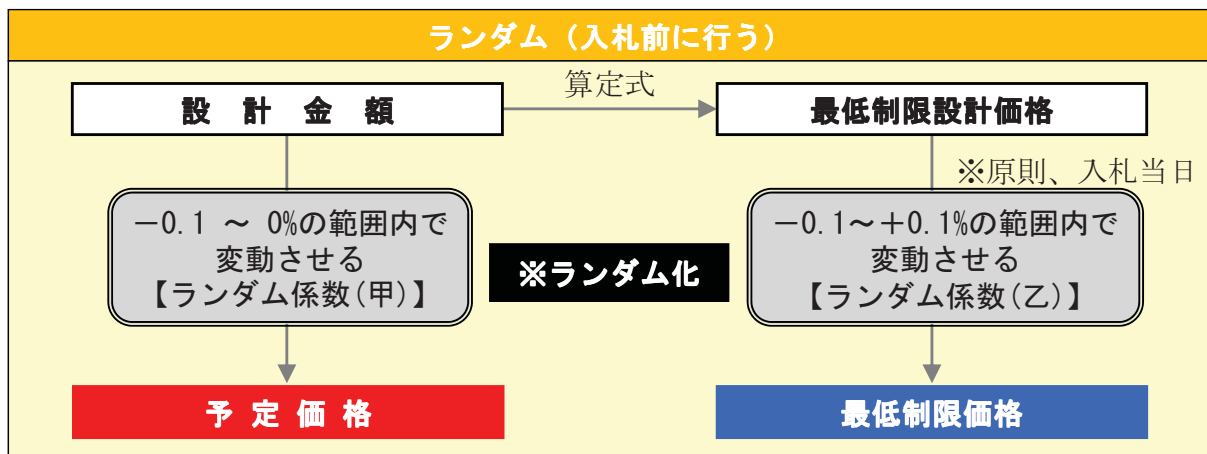 ランダム（入札前に行う）
設計金額
算定式
最低制限設計価格
※原則、入札当日
－0.1 ～ 0%の範囲内で
変動させる
【ランダム係数(甲)】
※ランダム化
－0.1～＋0.1%の範囲内で
変動させる
【ランダム係数(乙)】
予定価格
最低制限価格